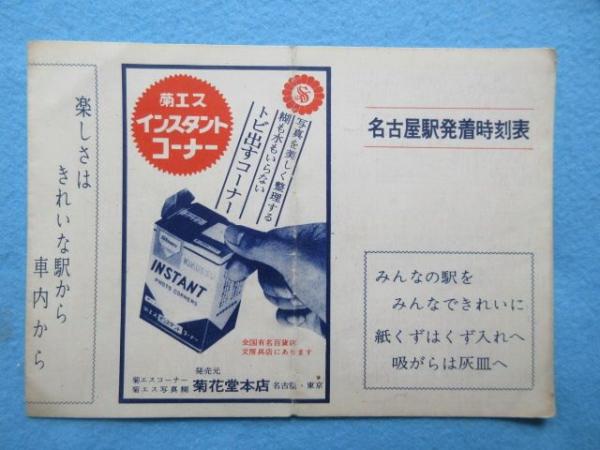 名古屋駅発着時刻表
みんなの駅を
みんなできれいに
紙くずはくず入れへ
吸がらは灰皿へ
菊エス
インスタント
コーナー
S
写真を美しく整理する
糊も水もいらない
トビ出すコーナー
INSTANT
PHOTO CORNERS
全国有名百貨店
文房具店にあります
発売元
菊エスコーナー
菊エス写真糊
菊花堂本店
名古屋・東京
楽しさは
きれいな駅から
車内から